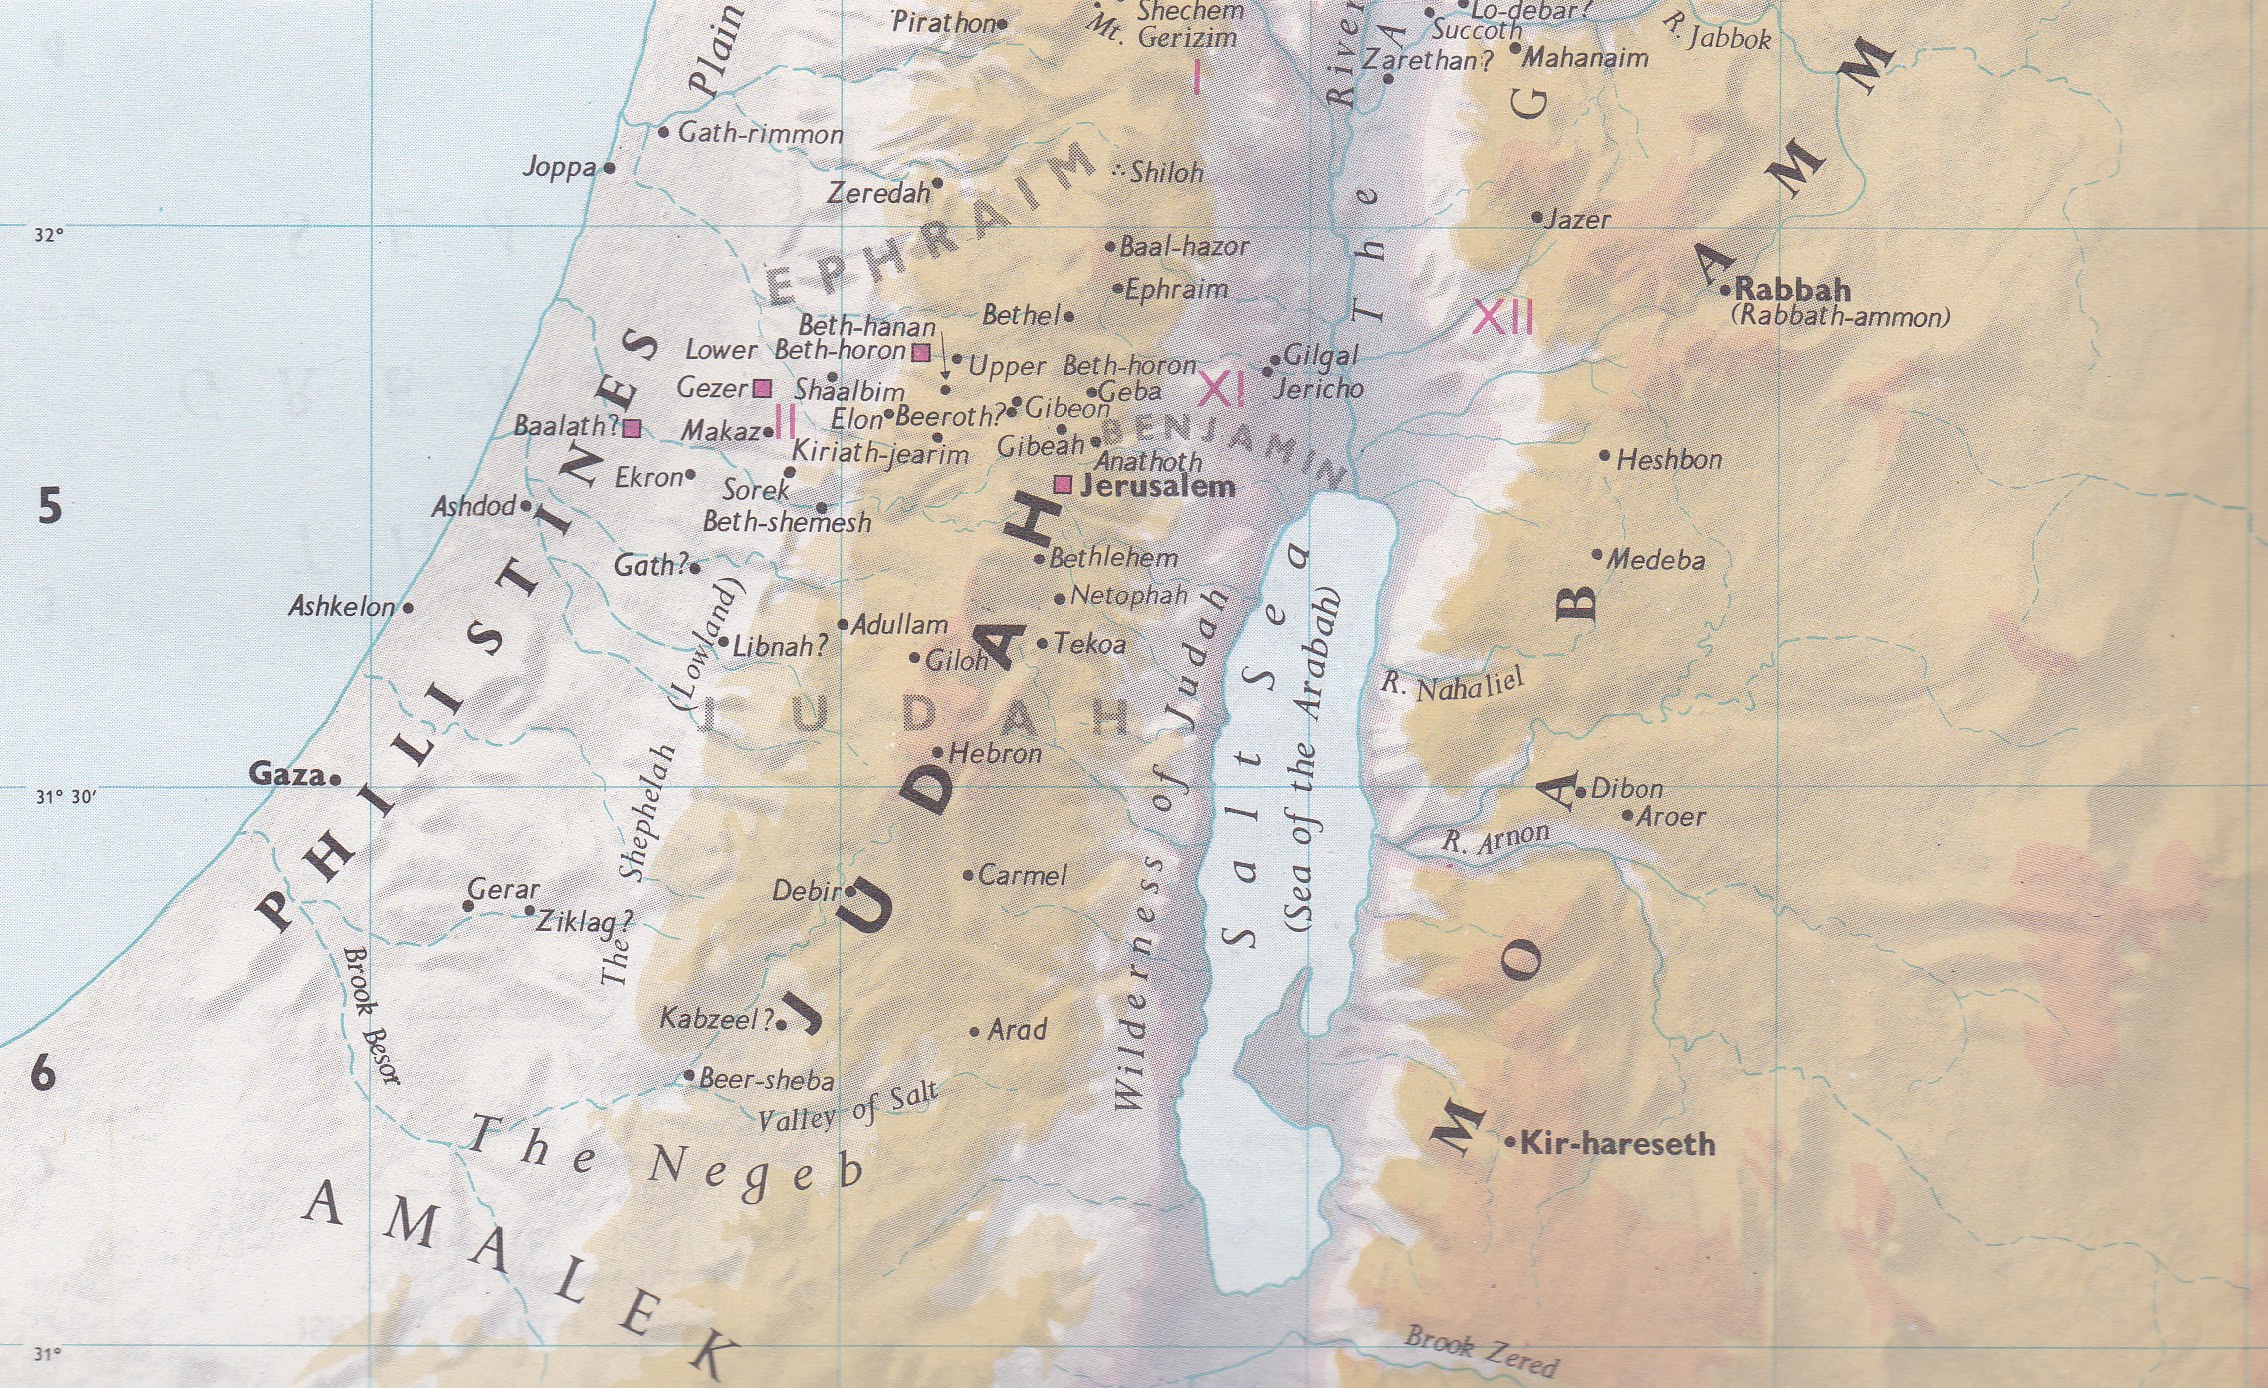 Plain
Pirathon
Shechem
Mt. Gerizim
I
River
A
Lo-debar?
Succoth
Zarethan?
Mahanaim
R. Jabbok
G
Gath-rimmon
Joppa
Zeredah
Shiloh
EPHRAIM
Jazer
32°
Baal-hazor
Ephraim
The
AMM
Rabbah
(Rabbath-ammon)
Bethel
XII
Beth-hanan
Lower Beth-horon
Upper Beth-horon
Gilgal
Jericho
Gezer
Shaalbim
Geba
XI
Baalath?
Makaz
II
Elon
Beeroth?
Gibeon
BENJAMIN
Kiriath-jearim
Gibeah
Anathoth
Heshbon
Ekron
Sorek
Jerusalem
5
Ashdod
Beth-shemesh
PHILISTINES
Gath?
Bethlehem
Medeba
Ashkelon
Netophah
Adullam
Libnah?
Giloh
Tekoa
The Shephelah (Lowland)
JUDAH
JUDAH
Wilderness of Judah
Salt Sea
(Sea of the Arabah)
R. Nahaliel
MOAB
Hebron
Gaza
31° 30'
Dibon
Aroer
R. Arnon
Carmel
Debir
Gerar
Ziklag?
Brook Besor
Kabzeel?
Arad
6
Beer-sheba
Valley of Salt
The Negeb
Kir-hareseth
AMALEK
Brook Zered
31°